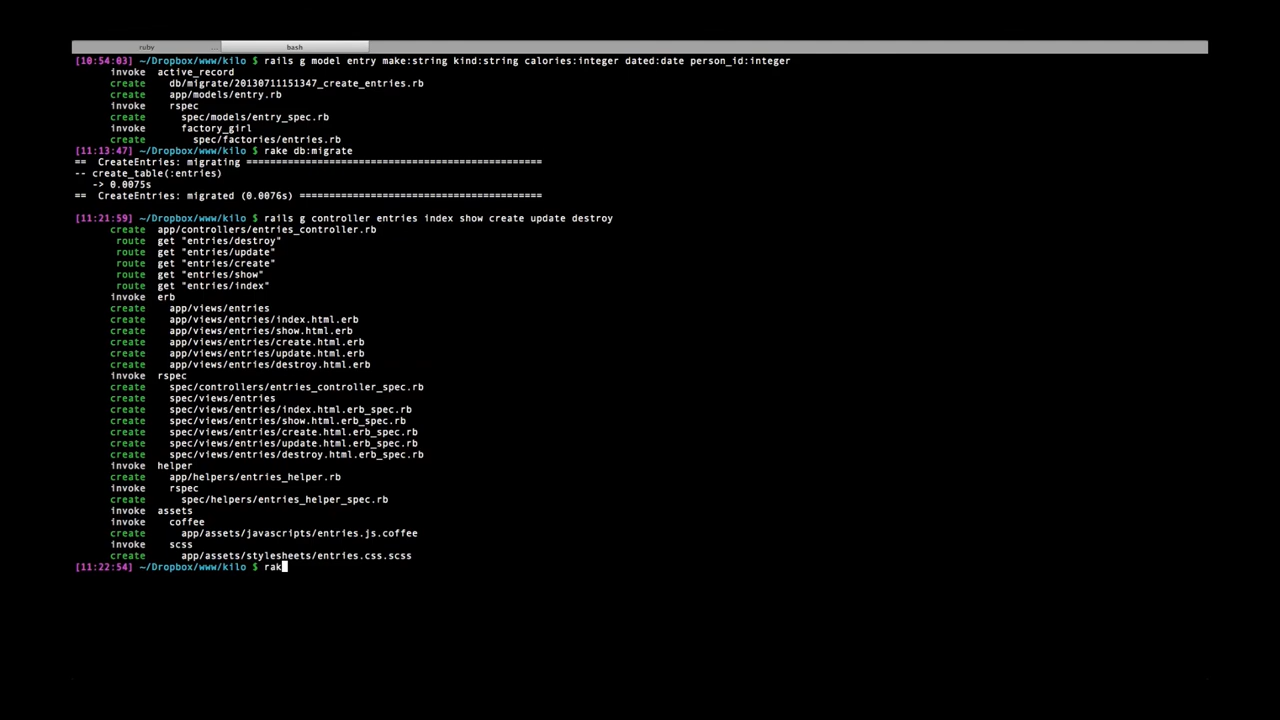 ruby ... bash
[10:54:03] ~/Dropbox/www/kilo $ rails g model entry make:string kind:string calories:integer dated:date person_id:integer
invoke active_record
create db/migrate/20130711151347_create_entries.rb
create app/models/entry.rb
invoke rspec
create spec/models/entry_spec.rb
invoke factory_girl
create spec/factories/entries.rb
[11:13:47] ~/Dropbox/www/kilo $ rake db:migrate
== CreateEntries: migrating ==================================================
-- create_table(:entries)
-> 0.0075s
== CreateEntries: migrated (0.0076s) =========================================
[11:21:59] ~/Dropbox/www/kilo $ rails g controller entries index show create update destroy
create app/controllers/entries_controller.rb
route get "entries/destroy"
route get "entries/update"
route get "entries/create"
route get "entries/show"
route get "entries/index"
invoke erb
create app/views/entries
create app/views/entries/index.html.erb
create app/views/entries/show.html.erb
create app/views/entries/create.html.erb
create app/views/entries/update.html.erb
create app/views/entries/destroy.html.erb
invoke rspec
create spec/controllers/entries_controller_spec.rb
create spec/views/entries
create spec/views/entries/index.html.erb_spec.rb
create spec/views/entries/show.html.erb_spec.rb
create spec/views/entries/create.html.erb_spec.rb
create spec/views/entries/update.html.erb_spec.rb
create spec/views/entries/destroy.html.erb_spec.rb
invoke helper
create app/helpers/entries_helper.rb
invoke rspec
create spec/helpers/entries_helper_spec.rb
invoke assets
invoke coffee
create app/assets/javascripts/entries.js.coffee
invoke scss
create app/assets/stylesheets/entries.css.scss
[11:22:54] ~/Dropbox/www/kilo $ rak